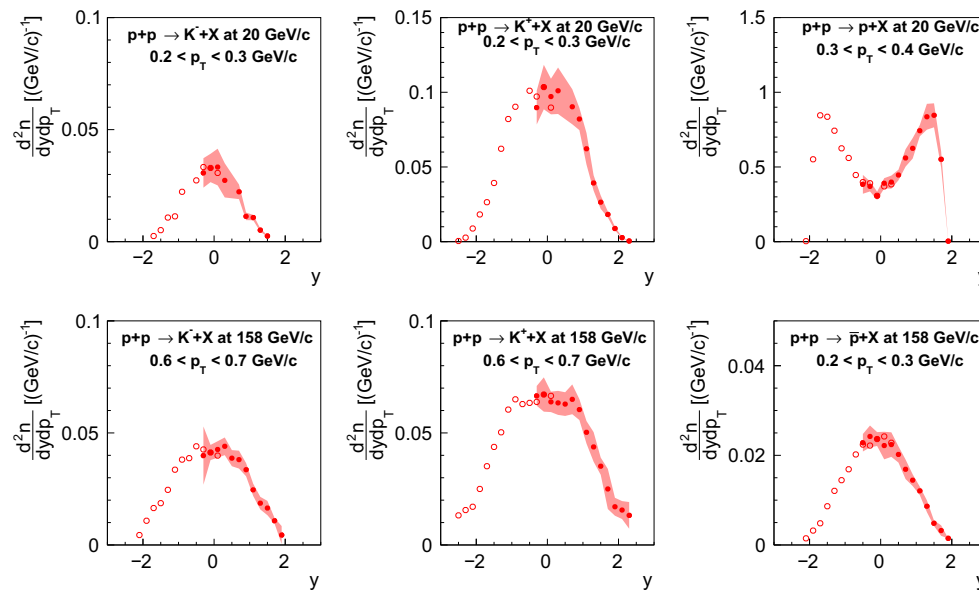 p+p → K⁻+X at 20 GeV/c
0.2 < p_T < 0.3 GeV/c
d²n/dydp_T [(GeV/c)⁻¹]
0.1
0.05
0
−2 0 2
y
p+p → K⁺+X at 20 GeV/c
0.2 < p_T < 0.3 GeV/c
d²n/dydp_T [(GeV/c)⁻¹]
0.15
0.1
0.05
0
−2 0 2
y
p+p → p+X at 20 GeV/c
0.3 < p_T < 0.4 GeV/c
d²n/dydp_T [(GeV/c)⁻¹]
1.5
1
0.5
0
−2 0 2
y
p+p → K⁻+X at 158 GeV/c
0.6 < p_T < 0.7 GeV/c
d²n/dydp_T [(GeV/c)⁻¹]
0.1
0.05
0
−2 0 2
y
p+p → K⁺+X at 158 GeV/c
0.6 < p_T < 0.7 GeV/c
d²n/dydp_T [(GeV/c)⁻¹]
0.1
0.05
0
−2 0 2
y
p+p → p̅+X at 158 GeV/c
0.2 < p_T < 0.3 GeV/c
d²n/dydp_T [(GeV/c)⁻¹]
0.04
0.02
0
−2 0 2
y